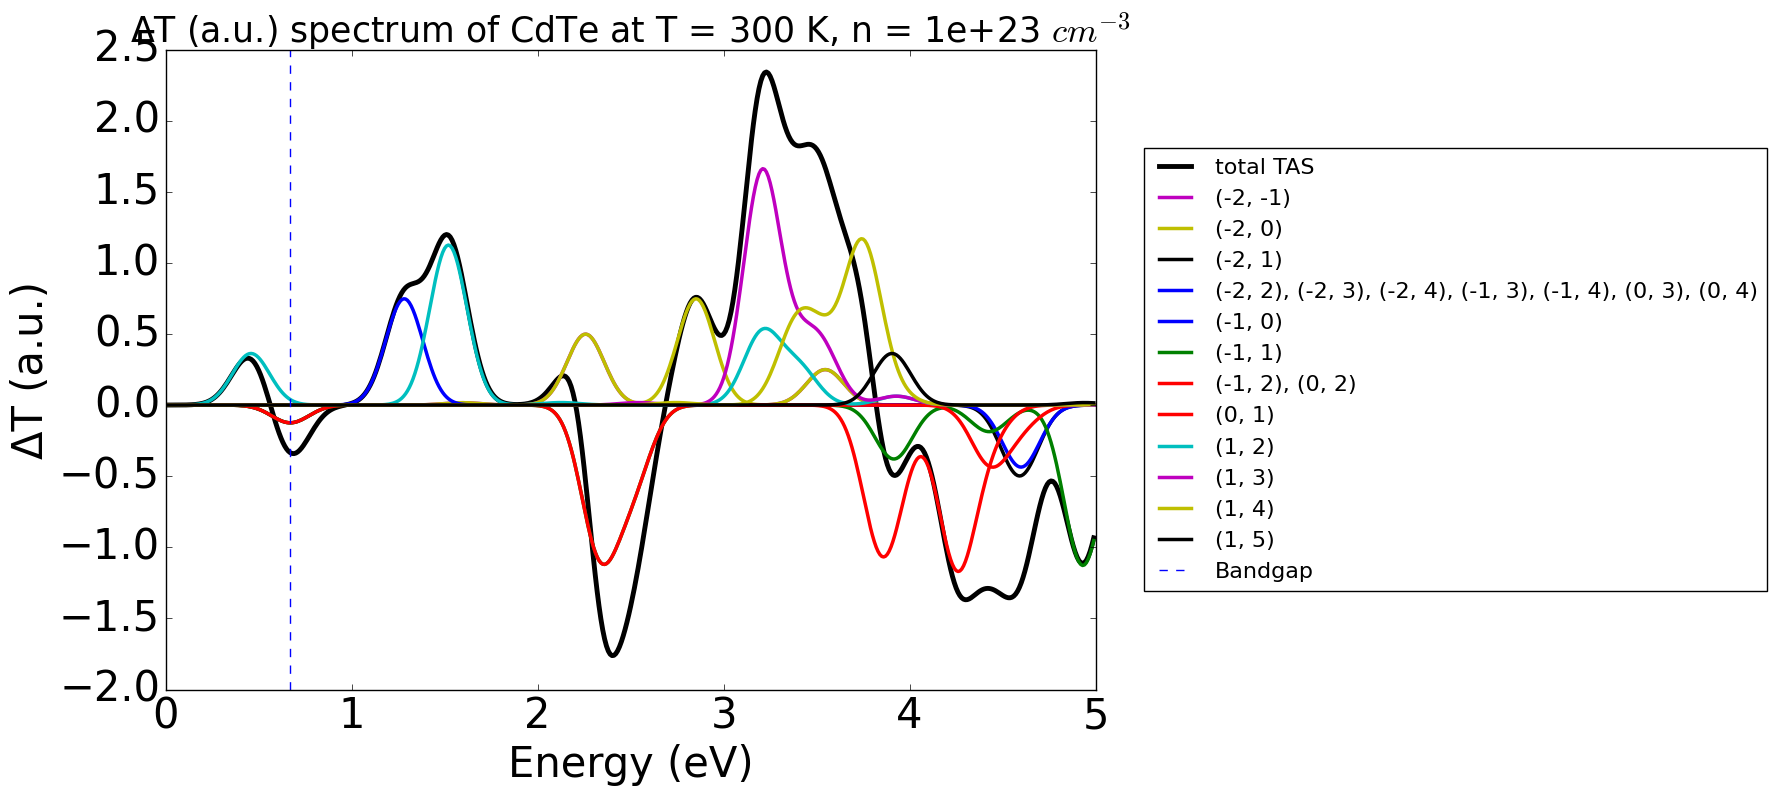 ΔT (a.u.) spectrum of CdTe at T = 300 K, n = 1e+23 cm⁻³
2.5
2.0
1.5
1.0
0.5
0.0
−0.5
−1.0
−1.5
−2.0
ΔT (a.u.)
0 1 2 3 4 5
Energy (eV)
total TAS
(-2, -1)
(-2, 0)
(-2, 1)
(-2, 2), (-2, 3), (-2, 4), (-1, 3), (-1, 4), (0, 3), (0, 4)
(-1, 0)
(-1, 1)
(-1, 2), (0, 2)
(0, 1)
(1, 2)
(1, 3)
(1, 4)
(1, 5)
Bandgap